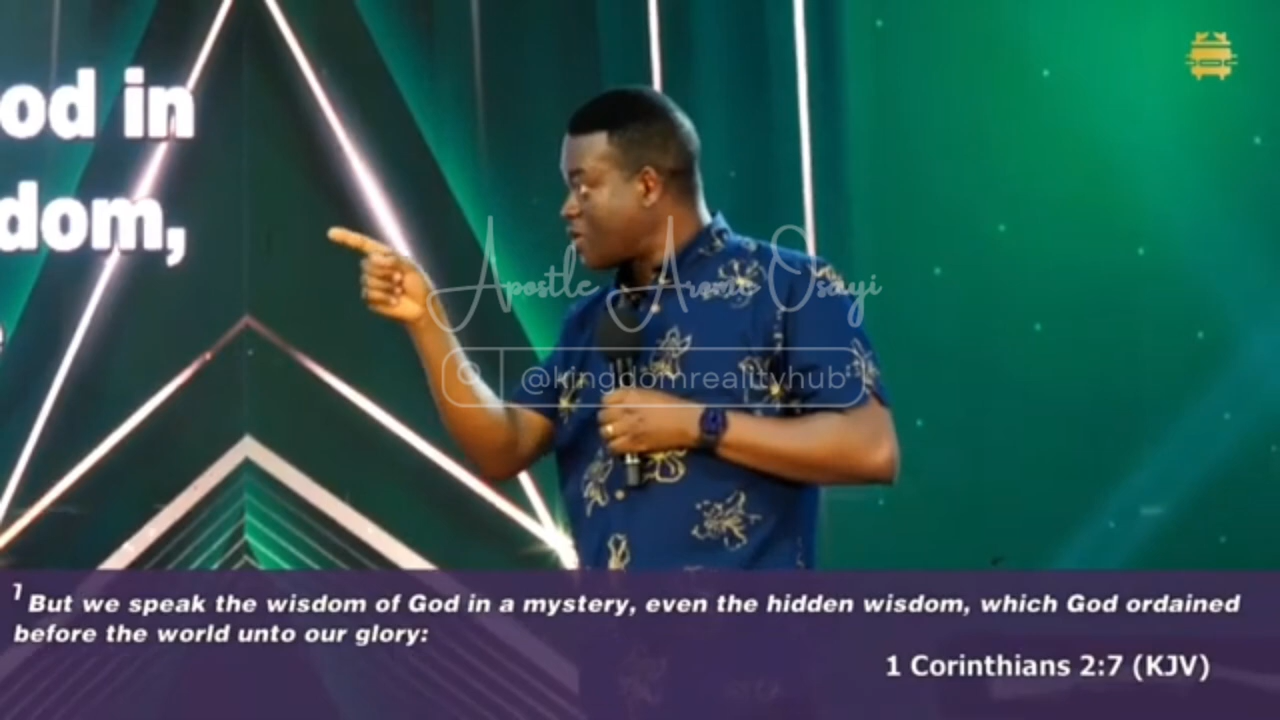 od in
dom,
Apostle Arome Osayi
@kingdomrealityhub
7 But we speak the wisdom of God in a mystery, even the hidden wisdom, which God ordained
before the world unto our glory:
1 Corinthians 2:7 (KJV)